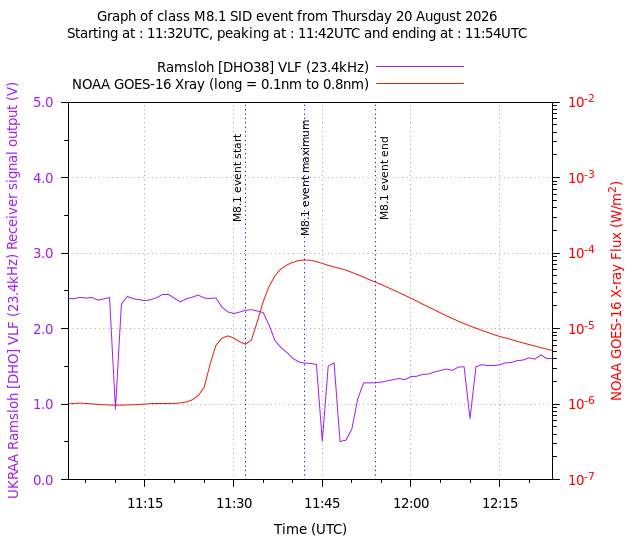 Graph of class M8.1 SID event from Thursday 20 August 2026
Starting at : 11:32UTC, peaking at : 11:42UTC and ending at : 11:54UTC
Ramsloh [DHO38] VLF (23.4kHz)
NOAA GOES-16 Xray (long = 0.1nm to 0.8nm)
UKRAA Ramsloh [DHO] VLF (23.4kHz) Receiver signal output (V)
5.0
4.0
3.0
2.0
1.0
0.0
M8.1 event start
M8.1 event maximum
M8.1 event end
10^-2
10^-3
10^-4
10^-5
10^-6
10^-7
NOAA GOES-16 X-ray Flux (W/m²)
11:15
11:30
11:45
12:00
12:15
Time (UTC)